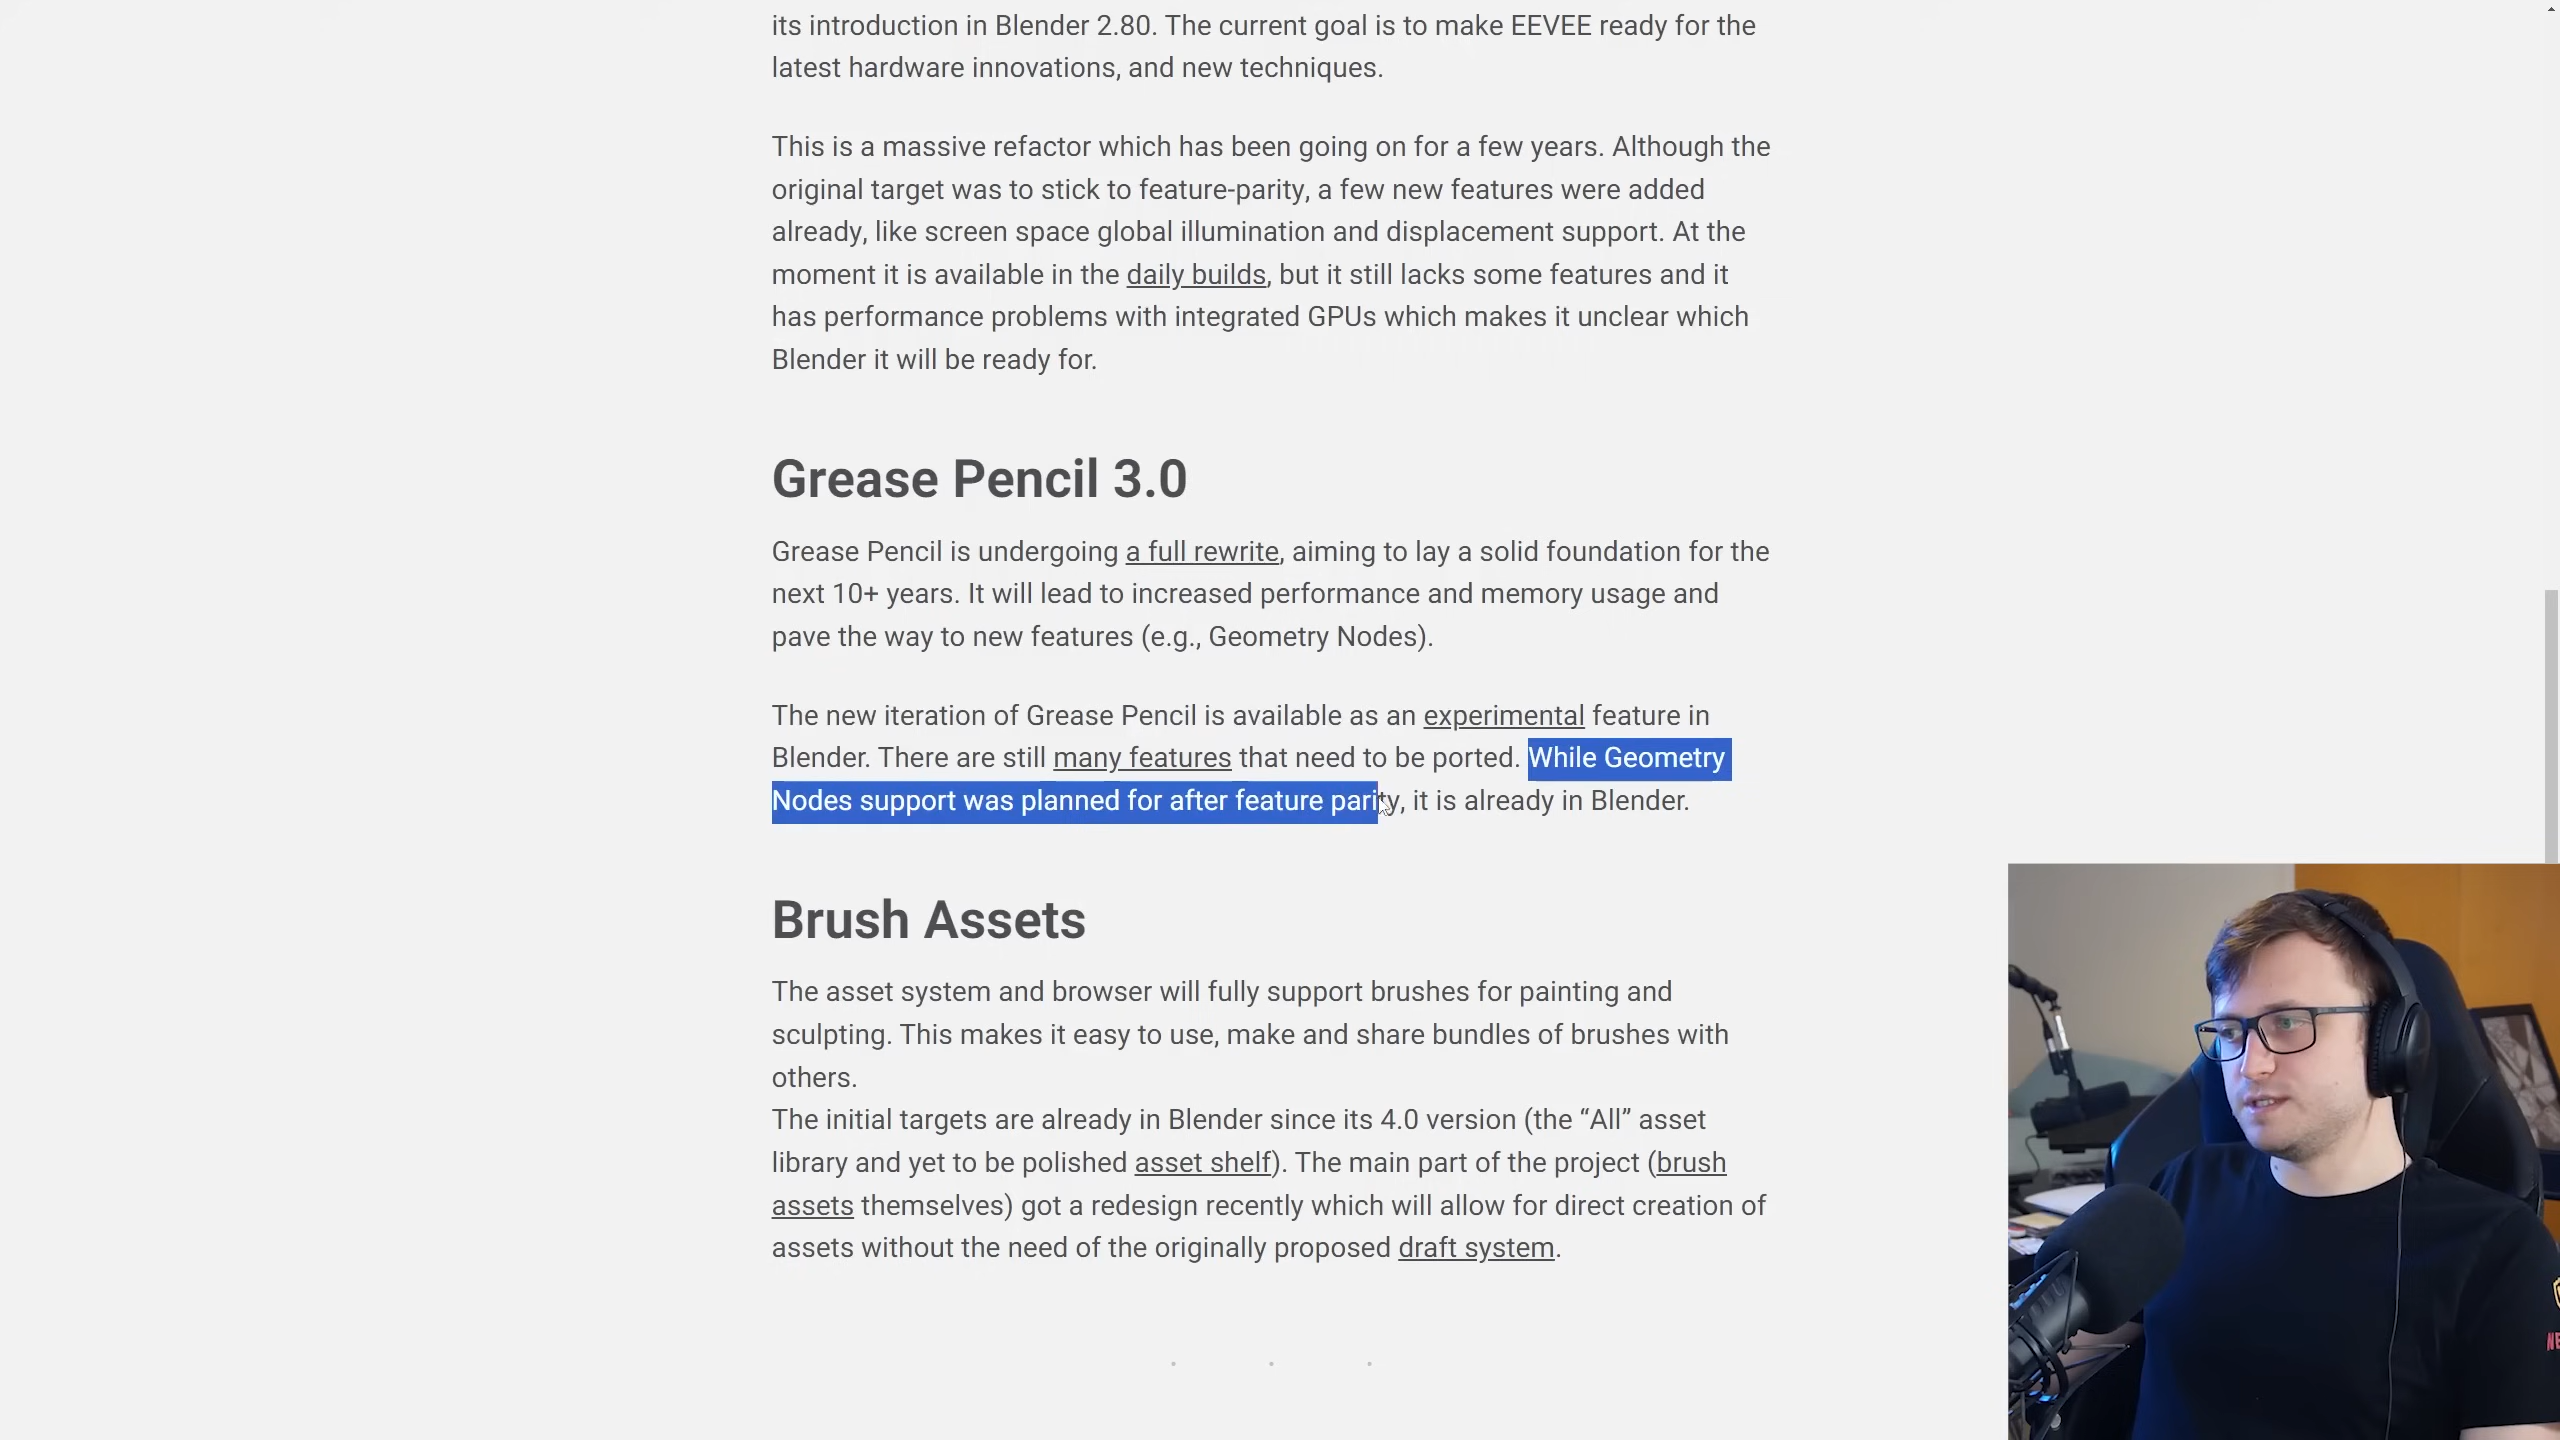 its introduction in Blender 2.80. The current goal is to make EEVEE ready for the
latest hardware innovations, and new techniques.
This is a massive refactor which has been going on for a few years. Although the
original target was to stick to feature-parity, a few new features were added
already, like screen space global illumination and displacement support. At the
moment it is available in the daily builds, but it still lacks some features and it
has performance problems with integrated GPUs which makes it unclear which
Blender it will be ready for.
Grease Pencil 3.0
Grease Pencil is undergoing a full rewrite, aiming to lay a solid foundation for the
next 10+ years. It will lead to increased performance and memory usage and
pave the way to new features (e.g., Geometry Nodes).
The new iteration of Grease Pencil is available as an experimental feature in
Blender. There are still many features that need to be ported. While Geometry
Nodes support was planned for after feature parity, it is already in Blender.
Brush Assets
The asset system and browser will fully support brushes for painting and
sculpting. This makes it easy to use, make and share bundles of brushes with
others.
The initial targets are already in Blender since its 4.0 version (the “All” asset
library and yet to be polished asset shelf). The main part of the project (brush
assets themselves) got a redesign recently which will allow for direct creation of
assets without the need of the originally proposed draft system.